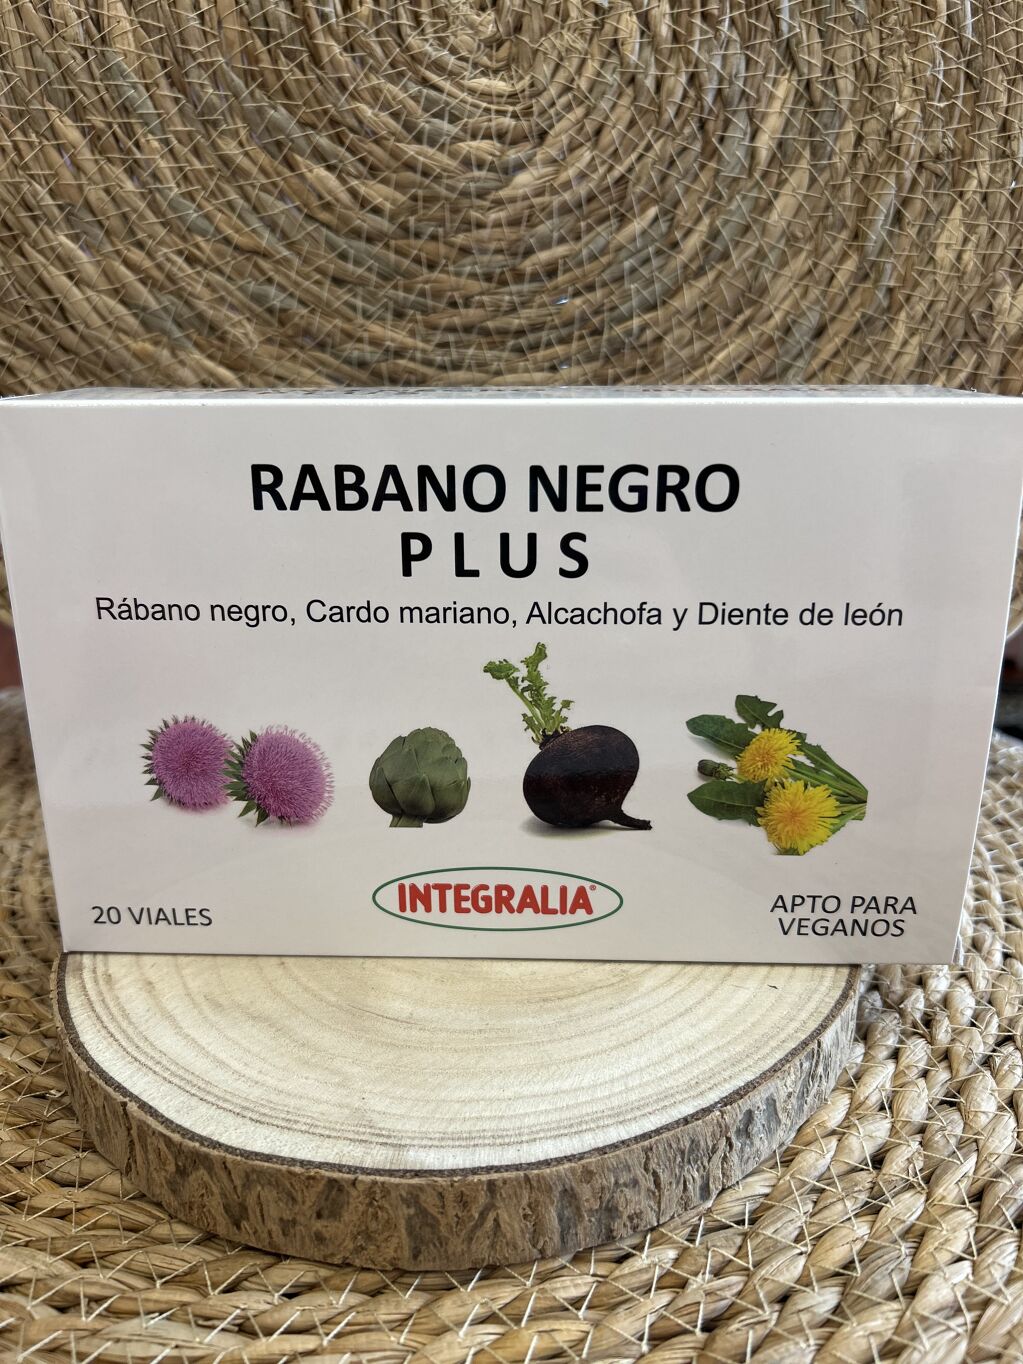 RABANO NEGRO
PLUS
Rábano negro, Cardo mariano, Alcachofa y Diente de león
INTEGRALIA®
20 VIALES
APTO PARA
VEGANOS